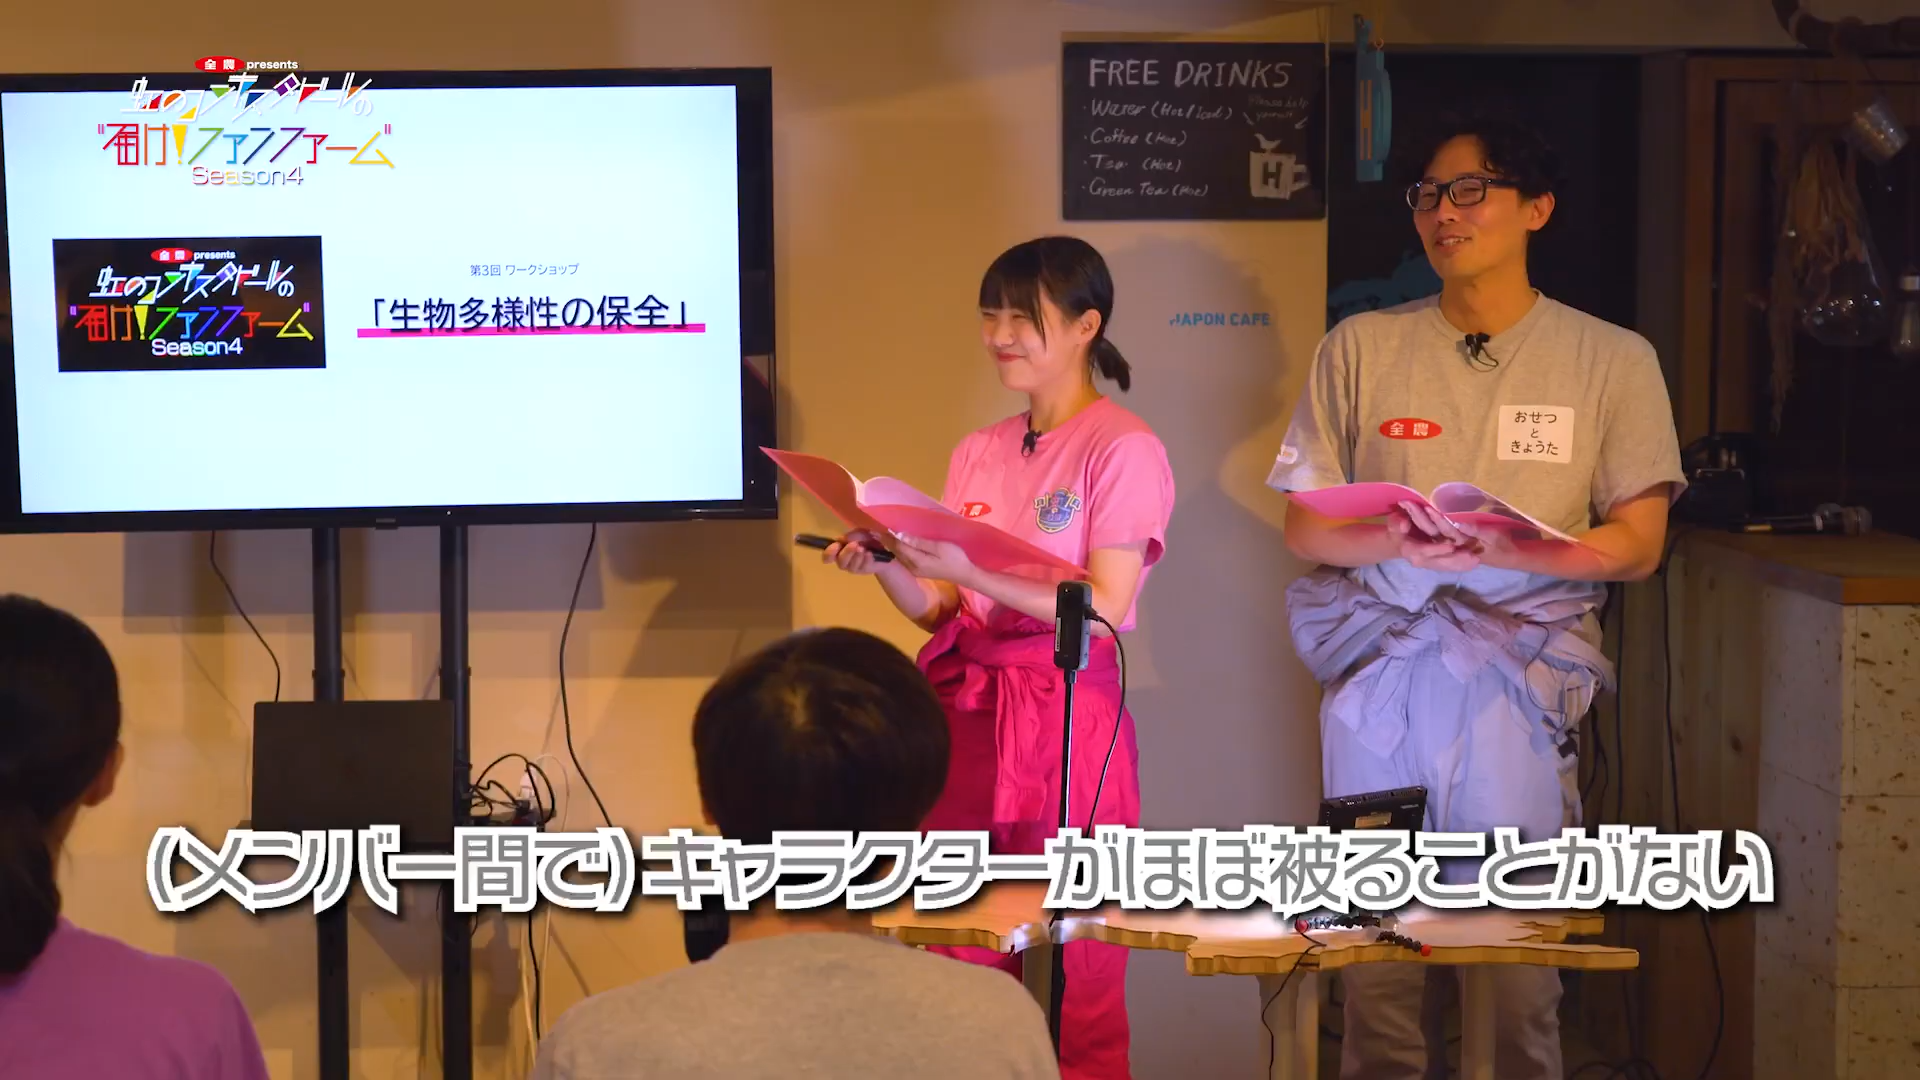 全農 presents
虹のコンキスタドールの
"届け!ファンファーム"
Season4
全農 presents
虹のコンキスタドールの
"届け!ファンファーム"
Season4
第3回 ワークショップ
「生物多様性の保全」
FREE DRINKS
・Water (Hot/Iced)
・Coffee (Hot)
・Tea (Hot)
・Green Tea (Hot)
Please help
yourself
H
H
HAPON CAFE
全農
おせつ
と
きょうた
農
(メンバー間で)キャラクターがほぼ被ることがない